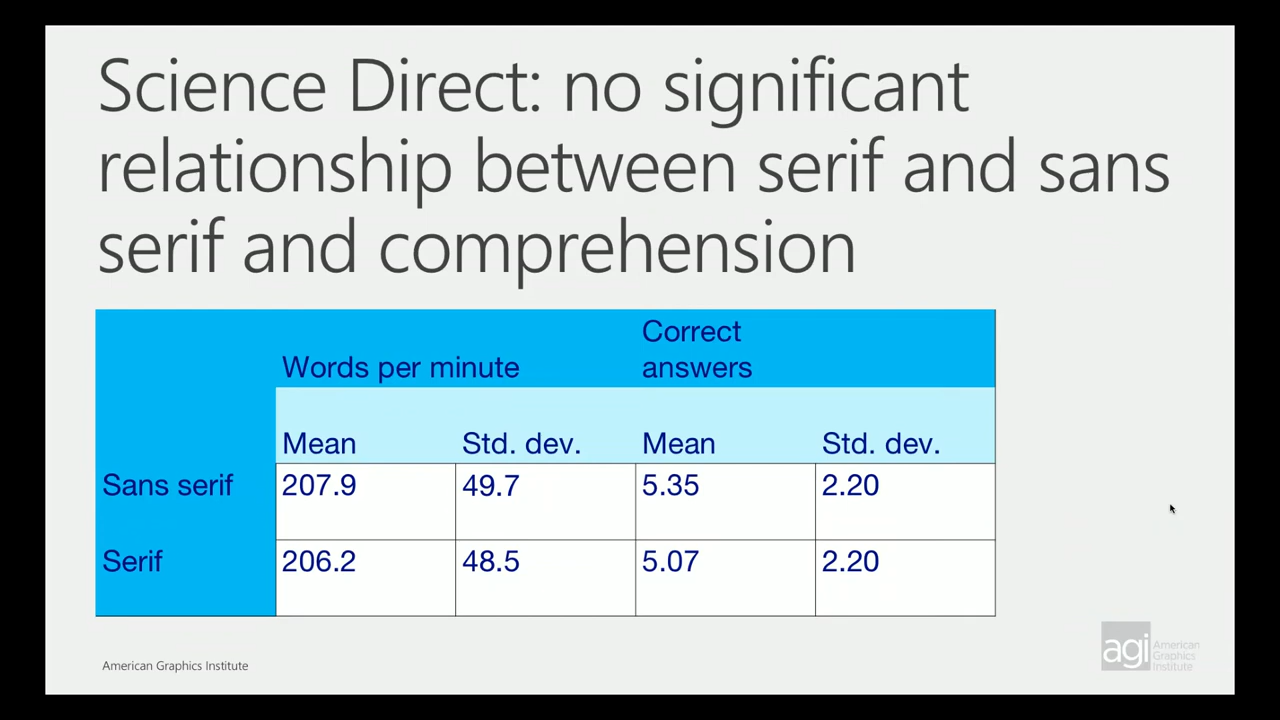 Science Direct: no significant
relationship between serif and sans
serif and comprehension
Words per minute
Correct
answers
Mean
Std. dev.
Mean
Std. dev.
Sans serif
207.9
49.7
5.35
2.20
Serif
206.2
48.5
5.07
2.20
American Graphics Institute
agi
American
Graphics
Institute